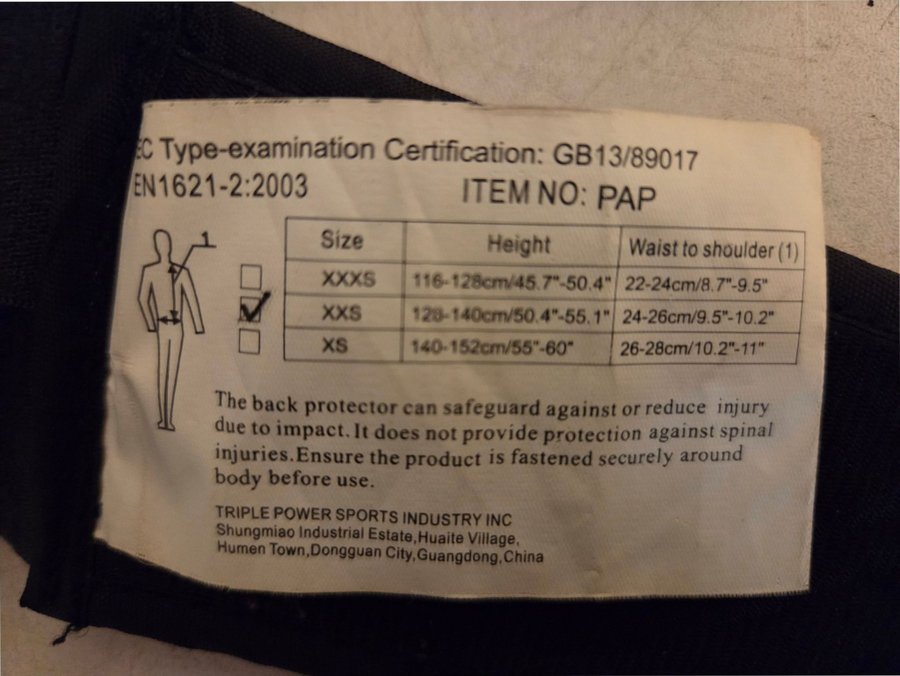 EC Type-examination Certification: GB13/89017
EN1621-2:2003 ITEM NO: PAP
1
Size Height Waist to shoulder (1)
XXXS 116-128cm/45.7"-50.4" 22-24cm/8.7"-9.5"
XXS 128-140cm/50.4"-55.1" 24-26cm/9.5"-10.2"
XS 140-152cm/55"-60" 26-28cm/10.2"-11"
The back protector can safeguard against or reduce injury
due to impact. It does not provide protection against spinal
injuries.Ensure the product is fastened securely around
body before use.
TRIPLE POWER SPORTS INDUSTRY INC
Shungmiao Industrial Estate,Huaite Village,
Humen Town,Dongguan City,Guangdong,China